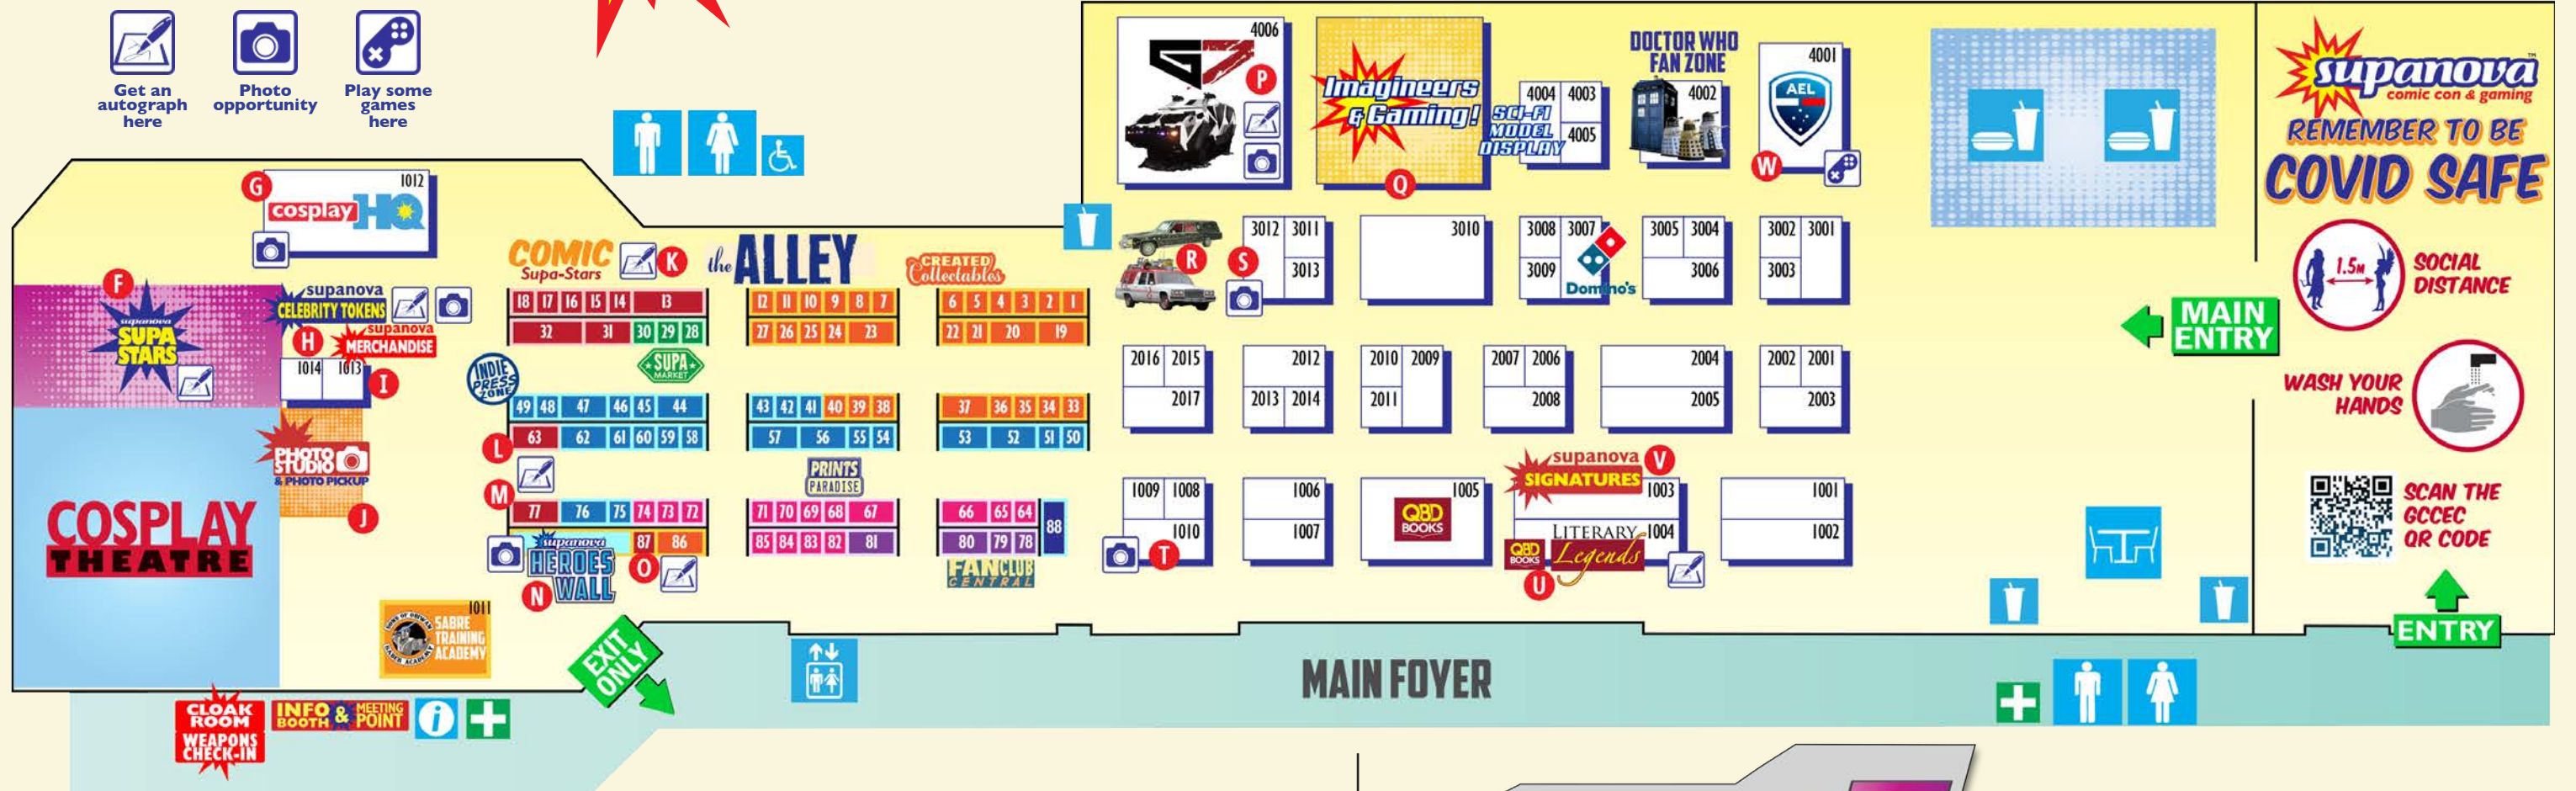 Get an
autograph
here
Photo
opportunity
Play some
games
here
G
1012
cosplay HQ
F
supanova
SUPA
STARS
supanova
CELEBRITY TOKENS
H
supanova
MERCHANDISE
1014 1013
I
PHOTO
STUDIO
& PHOTO PICKUP
J
COSPLAY
THEATRE
1011
SABRE
TRAINING
ACADEMY
CLOAK
ROOM
WEAPONS
CHECK-IN
INFO
BOOTH & MEETING
POINT
i
EXIT
ONLY
COMIC
Supa-Stars
K
the ALLEY
CREATED
Collectables
18 17 16 15 14 13
32 31 30 29 28
12 11 10 9 8 7
27 26 25 24 23
6 5 4 3 2 1
22 21 20 19
SUPA
MARKET
INDIE
PRESS
ZONE
49 48 47 46 45 44
63 62 61 60 59 58
43 42 41 40 39 38
57 56 55 54
37 36 35 34 33
53 52 51 50
L
M
PRINTS
PARADISE
77 76 75 74 73 72
87 86
71 70 69 68 67
85 84 83 82 81
66 65 64
88
80 79 78
supanova
HEROES
WALL
N
O
FANCLUB
CENTRAL
4006
G7
P
Imagineers
& Gaming!
Q
4004 4003
4005
SCI-FI
MODEL
DISPLAY
DOCTOR WHO
FAN ZONE
4002
4001
AEL
W
R
S
3012 3011
3013
3010
3008 3007
3009
Domino's
3005 3004
3006
3002 3001
3003
2016 2015
2017
2012
2013 2014
2010 2009
2011
2007 2006
2008
2004
2005
2002 2001
2003
1009 1008
1010
T
1006
1007
1005
QBD
BOOKS
supanova
SIGNATURES
V
1003
LITERARY
Legends
1004
QBD
BOOKS
U
1001
1002
MAIN FOYER
MAIN
ENTRY
supanova™
comic con & gaming
REMEMBER TO BE
COVID SAFE
1.5M
SOCIAL
DISTANCE
WASH YOUR
HANDS
SCAN THE
GCCEC
QR CODE
ENTRY